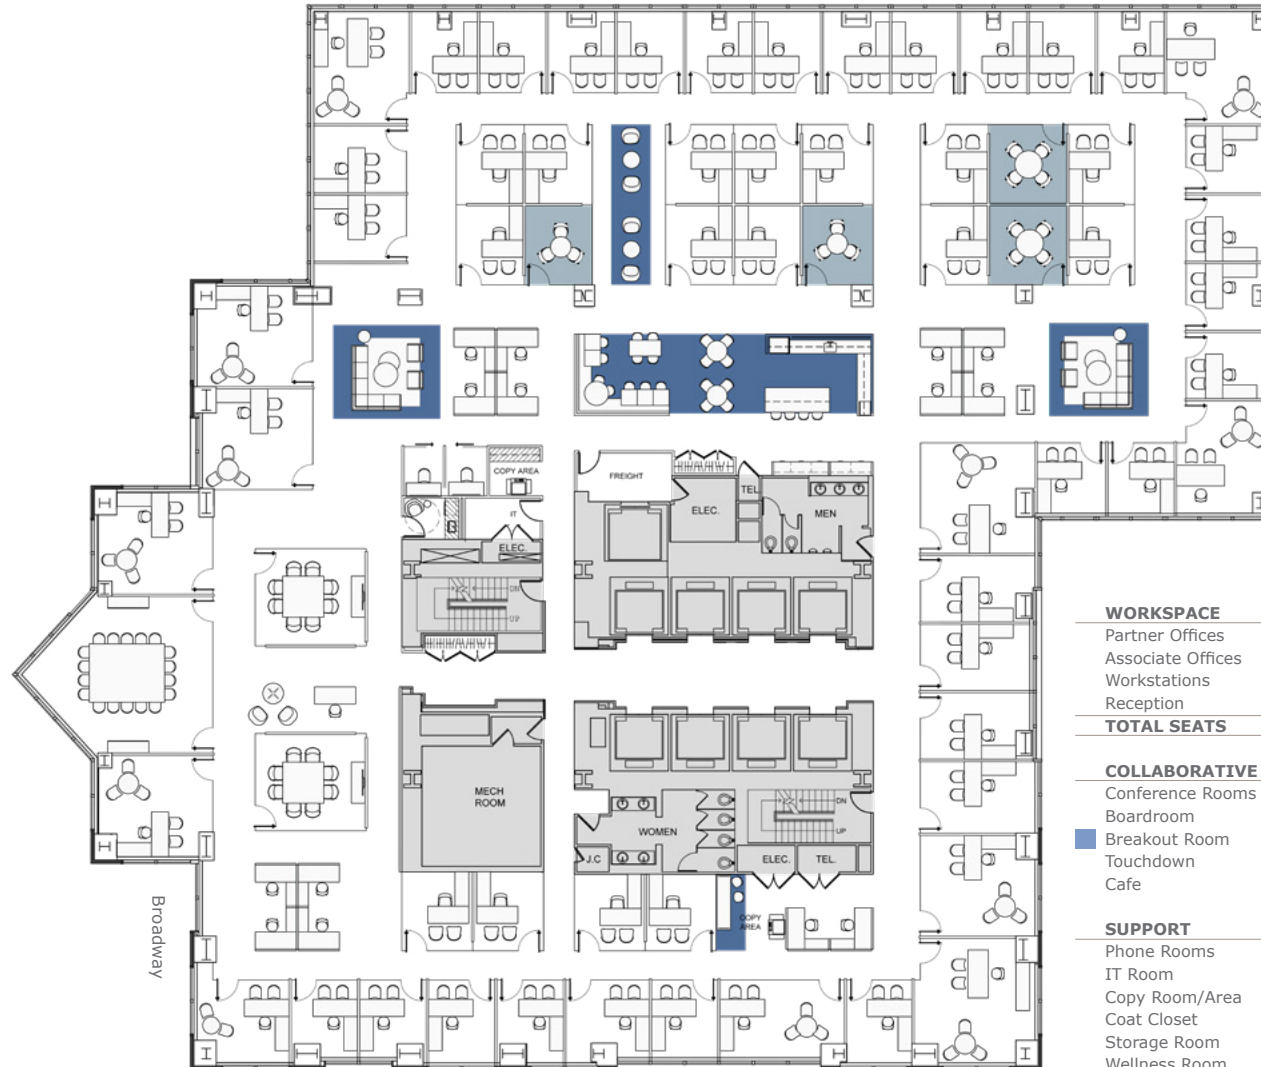 COPY AREA
FREIGHT
TEL
ELEC.
MEN
IT
ELEC.
DN
UP
MECH
ROOM
WOMEN
DN
UP
J.C
ELEC.
TEL.
COPY
AREA
Broadway
WORKSPACE
Partner Offices
Associate Offices
Workstations
Reception
TOTAL SEATS
COLLABORATIVE
Conference Rooms
Boardroom
Breakout Room
Touchdown
Cafe
SUPPORT
Phone Rooms
IT Room
Copy Room/Area
Coat Closet
Storage Room
Wellness Room